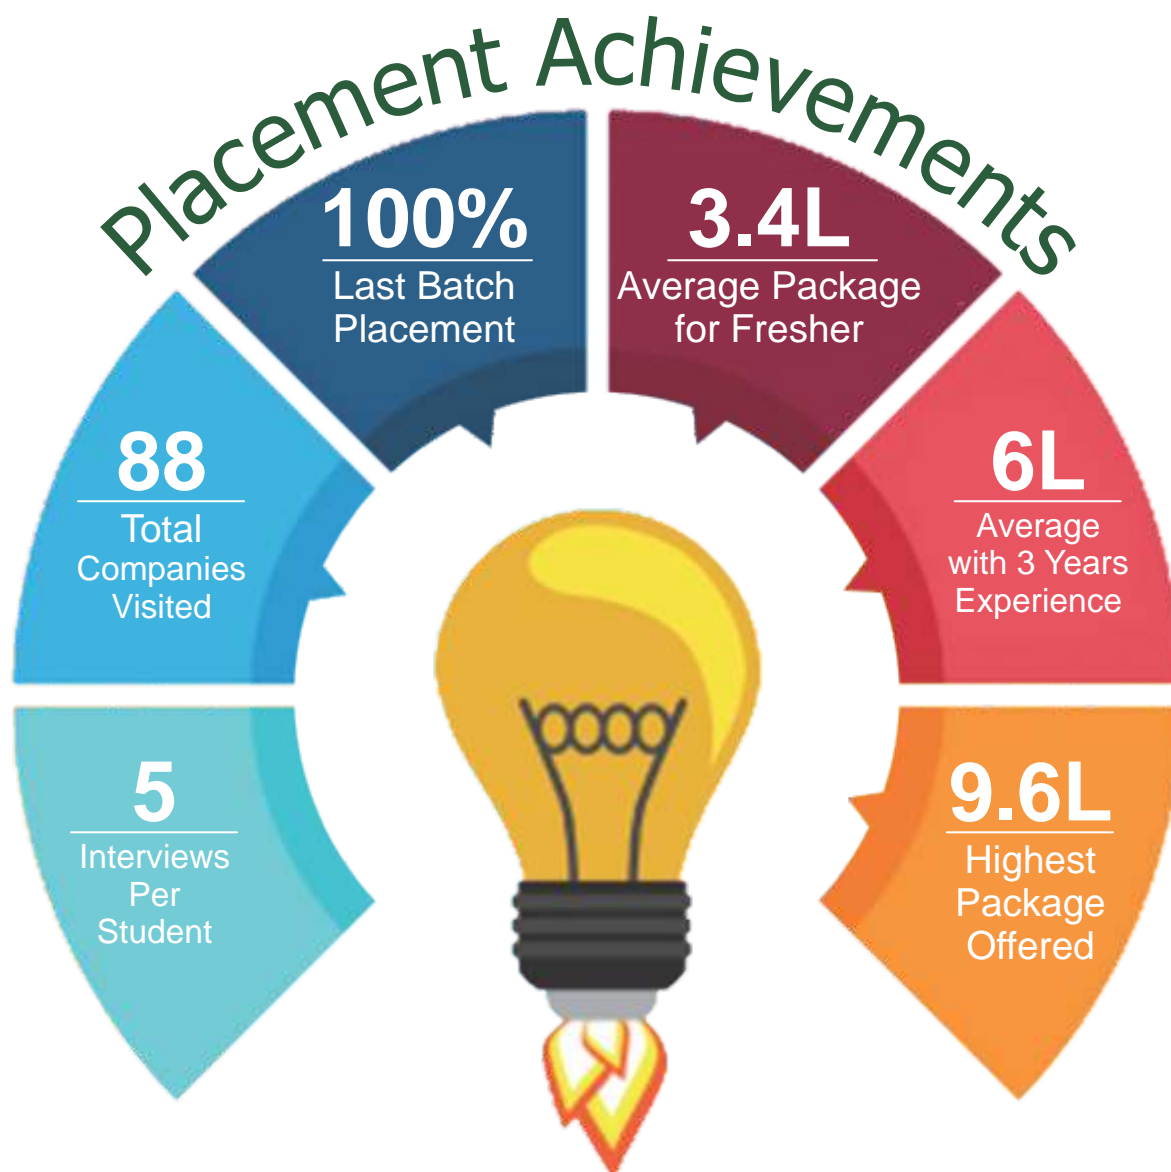 Placement Achievements
5
Interviews
Per
Student
88
Total
Companies
Visited
100%
Last Batch
Placement
3.4L
Average Package
for Fresher
6L
Average
with 3 Years
Experience
9.6L
Highest
Package
Offered